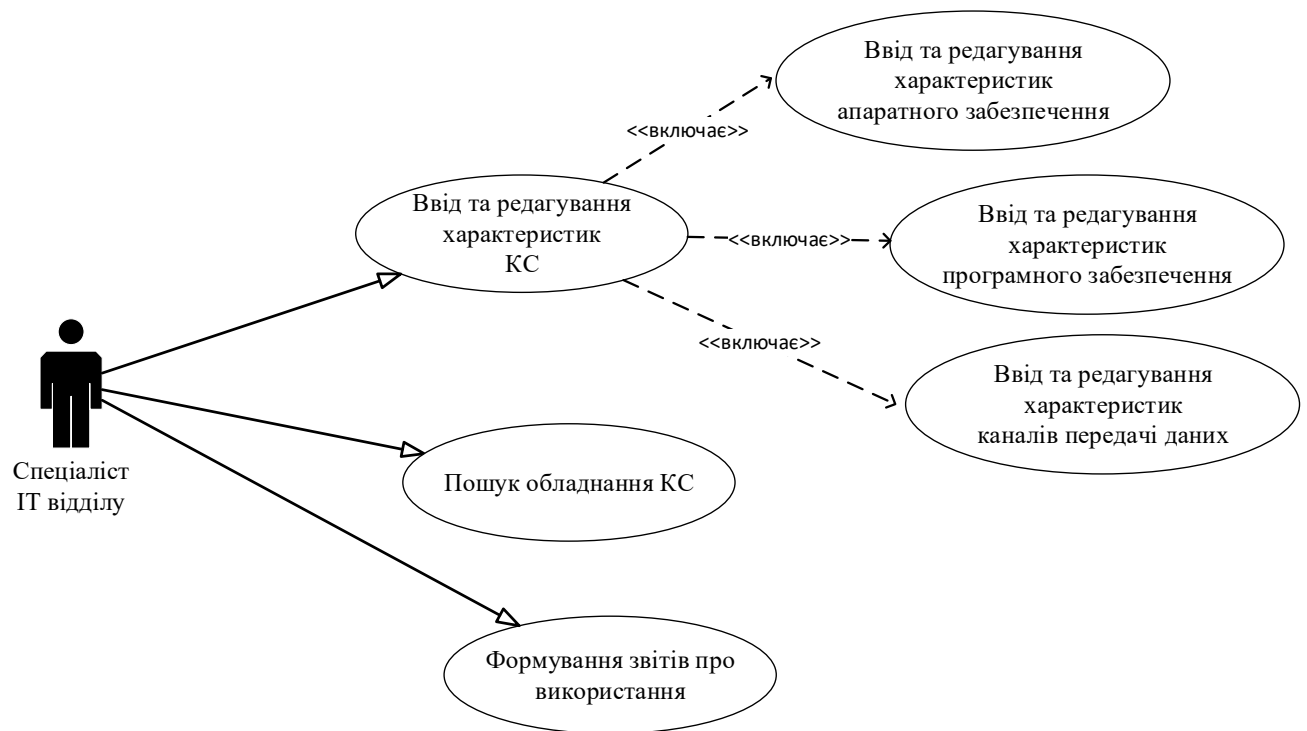 Ввід та редагування
характеристик
апаратного забезпечення
<<включає>>
Ввід та редагування
характеристик
КС
<<включає>>
Ввід та редагування
характеристик
програмного забезпечення
<<включає>>
Ввід та редагування
характеристик
каналів передачі даних
Спеціаліст
ІТ відділу
Пошук обладнання КС
Формування звітів про
використання